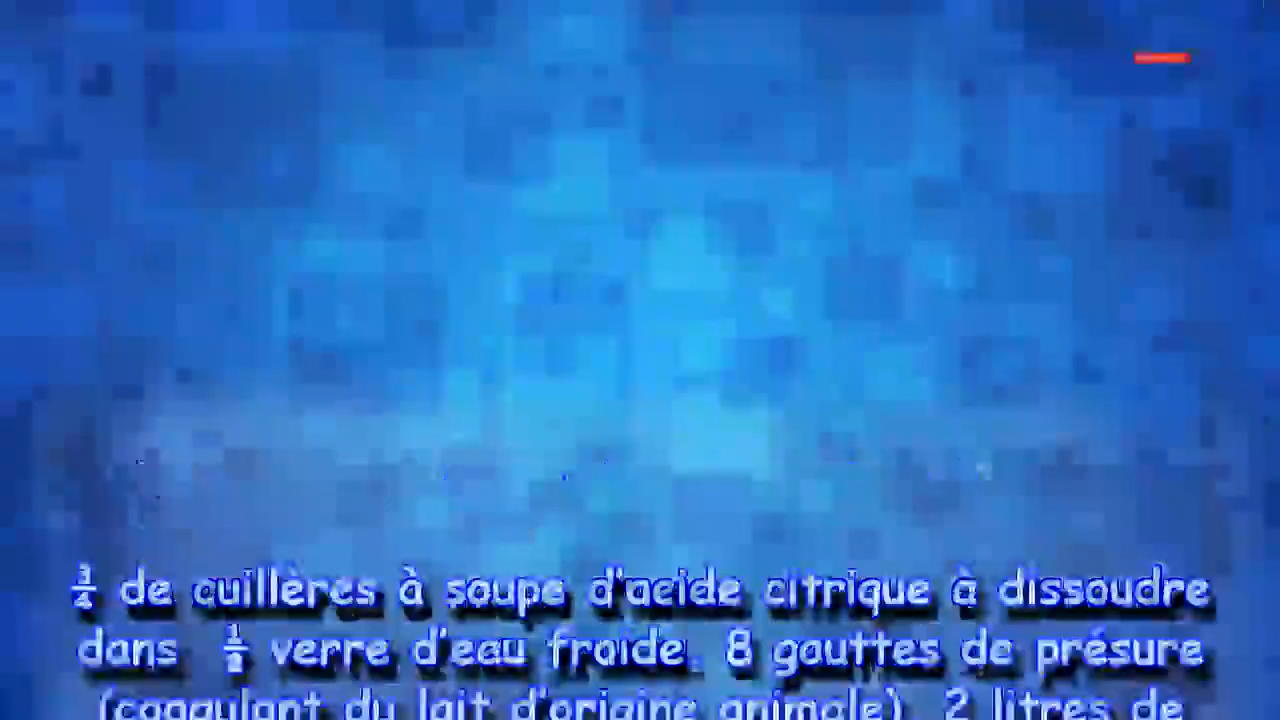 ¾ de cuillères à soupe d'acide citrique à dissoudre
dans ½ verre d'eau froide. 8 gauttes de présure
(coagulant du lait d'origine animale). 2 litres de